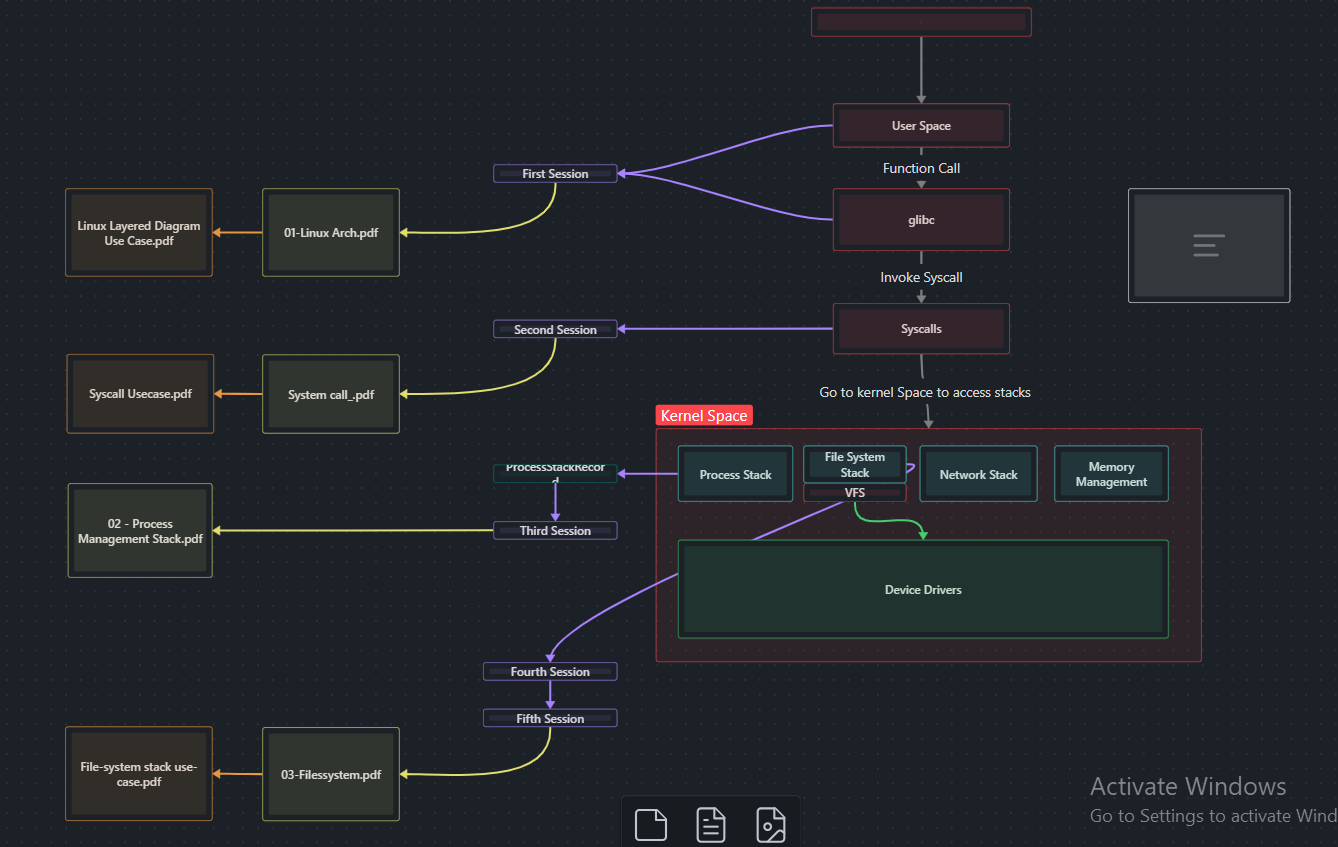 User Space
Function Call
First Session
Linux Layered Diagram
Use Case.pdf
01-Linux Arch.pdf
glibc
Invoke Syscall
Second Session
Syscalls
Syscall Usecase.pdf
System call_.pdf
Go to kernel Space to access stacks
Kernel Space
ProcessStackRecor
d
Process Stack
File System
Stack
VFS
Network Stack
Memory
Management
02 - Process
Management Stack.pdf
Third Session
Device Drivers
Fourth Session
Fifth Session
File-system stack use-
case.pdf
03-Filessystem.pdf
Activate Windows
Go to Settings to activate Wind